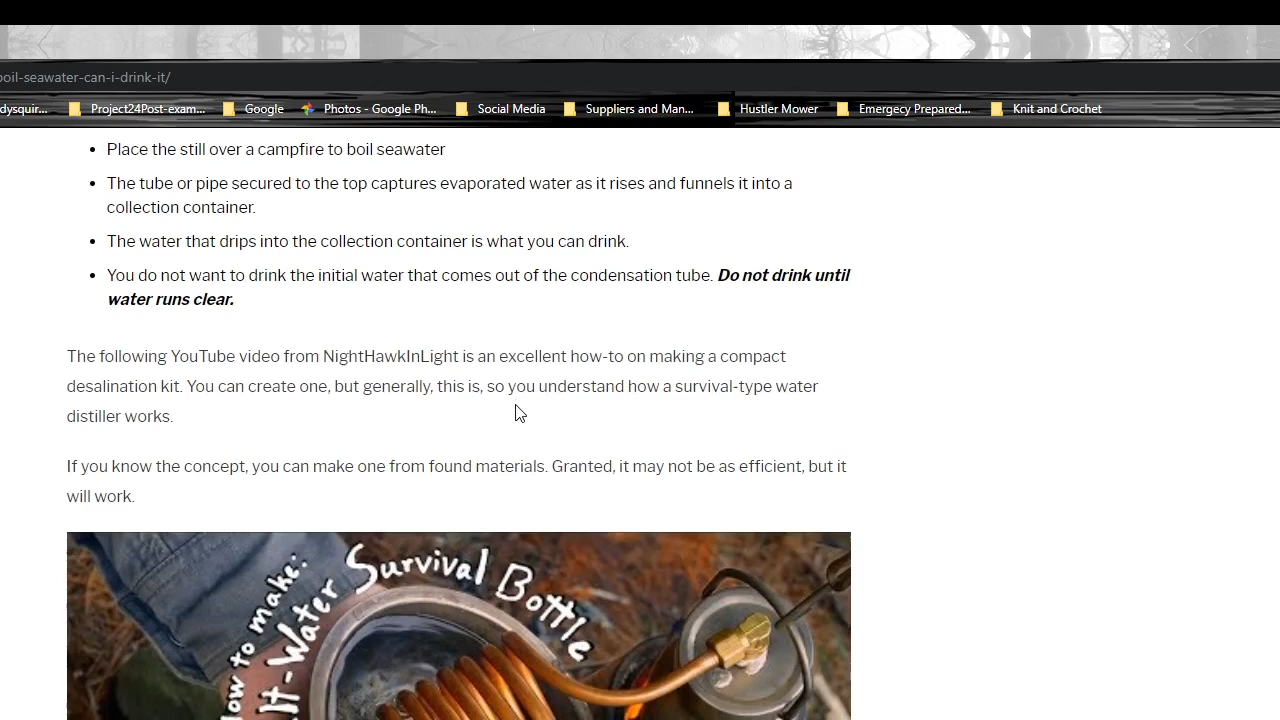 boil-seawater-can-i-drink-it/
dysquir... Project24Post-exam... Google Photos - Google Ph... Social Media Suppliers and Man... Hustler Mower Emergecy Prepared... Knit and Crochet
Place the still over a campfire to boil seawater
The tube or pipe secured to the top captures evaporated water as it rises and funnels it into a
collection container.
The water that drips into the collection container is what you can drink.
You do not want to drink the initial water that comes out of the condensation tube. Do not drink until
water runs clear.
The following YouTube video from NightHawkInLight is an excellent how-to on making a compact
desalination kit. You can create one, but generally, this is, so you understand how a survival-type water
distiller works.
If you know the concept, you can make one from found materials. Granted, it may not be as efficient, but it
will work.
How to make:
lt-Water Survival Bottle